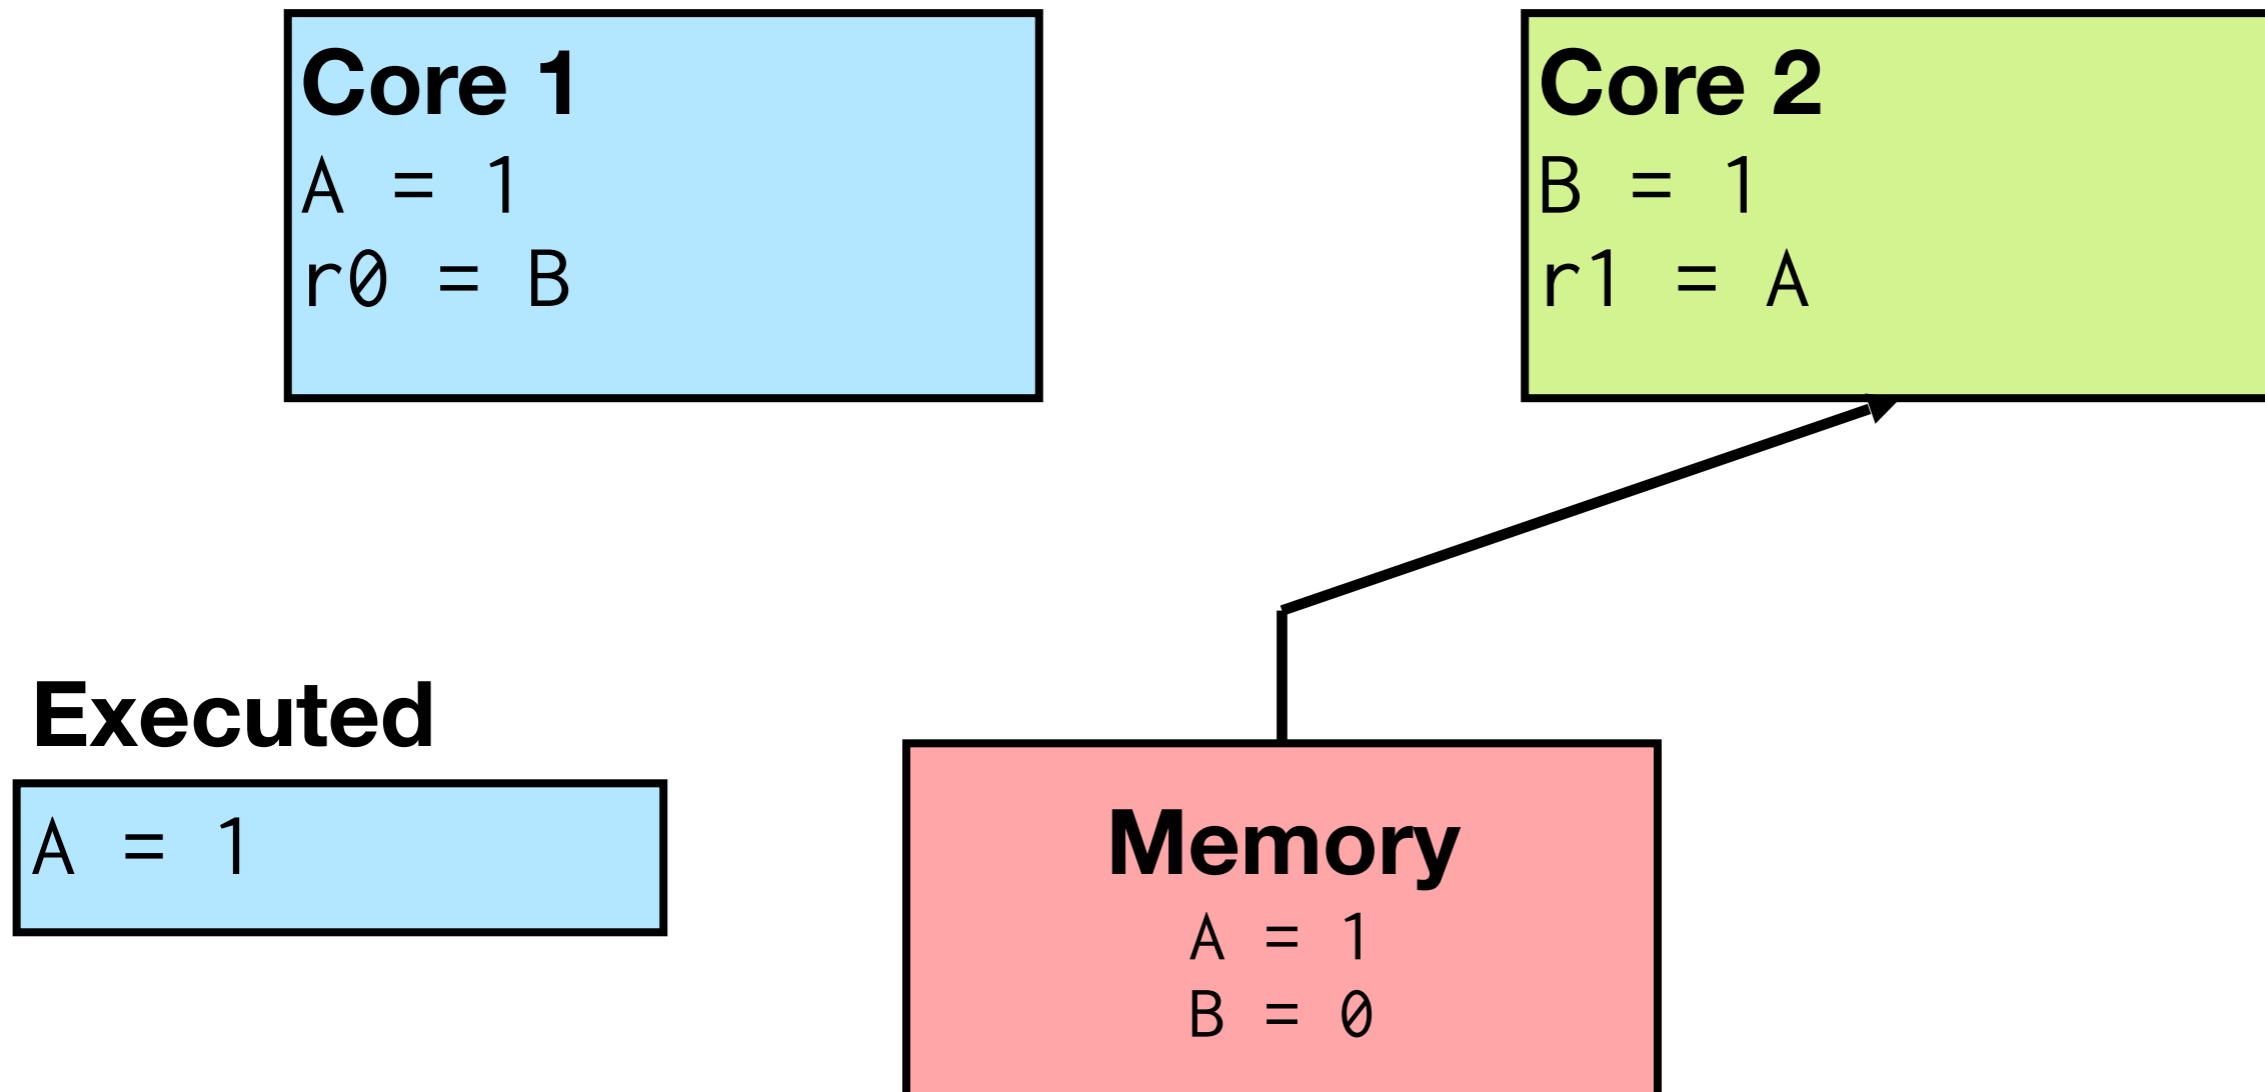 Core 1
A = 1
r0 = B
Core 2
B = 1
r1 = A
Executed
A = 1
Memory
A = 1
B = 0